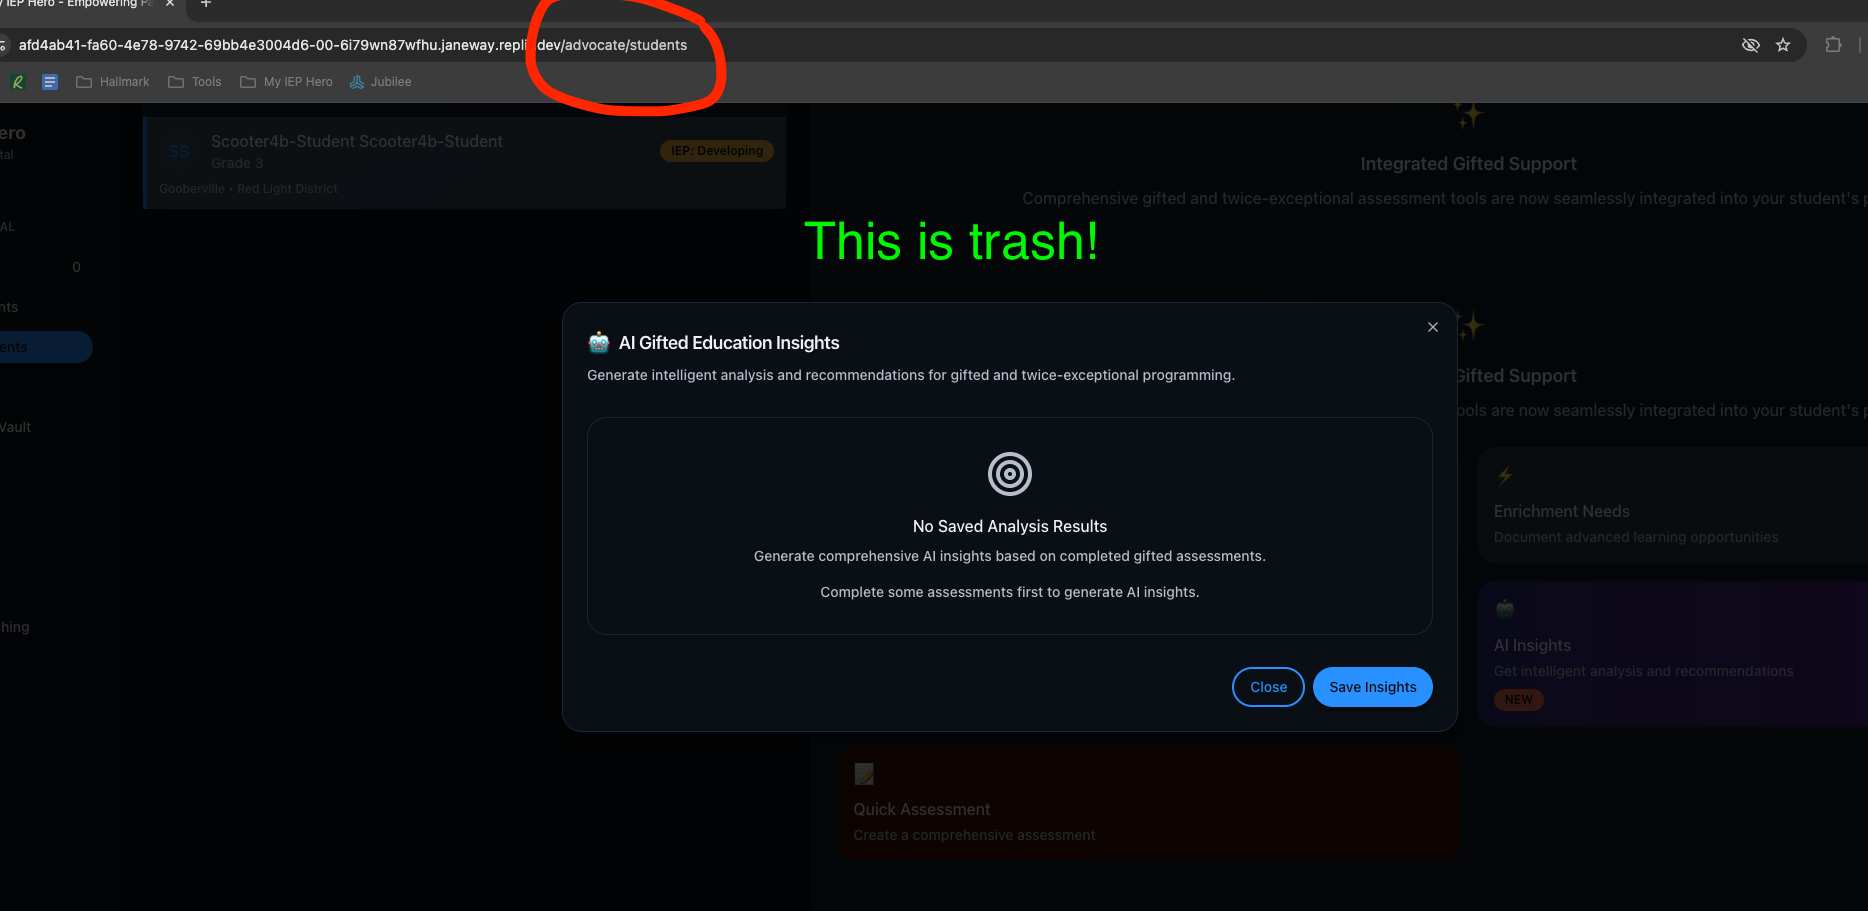 IEP Hero - Empowering Pa
afd4ab41-fa60-4e78-9742-69bb4e3004d6-00-6i79wn87wfhu.janeway.repl dev/advocate/students
Hallmark
Tools
My IEP Hero
Jubilee
ero
tal
AL
0
nts
ents
Vault
hing
SS
Scooter4b-Student Scooter4b-Student
Grade 3
IEP: Developing
Gooberville • Red Light District
Integrated Gifted Support
Comprehensive gifted and twice-exceptional assessment tools are now seamlessly integrated into your student's p
This is trash!
AI Gifted Education Insights
Generate intelligent analysis and recommendations for gifted and twice-exceptional programming.
No Saved Analysis Results
Generate comprehensive AI insights based on completed gifted assessments.
Complete some assessments first to generate AI insights.
Close
Save Insights
Gifted Support
ools are now seamlessly integrated into your student's p
Enrichment Needs
Document advanced learning opportunities
AI Insights
Get intelligent analysis and recommendations
NEW
Quick Assessment
Create a comprehensive assessment